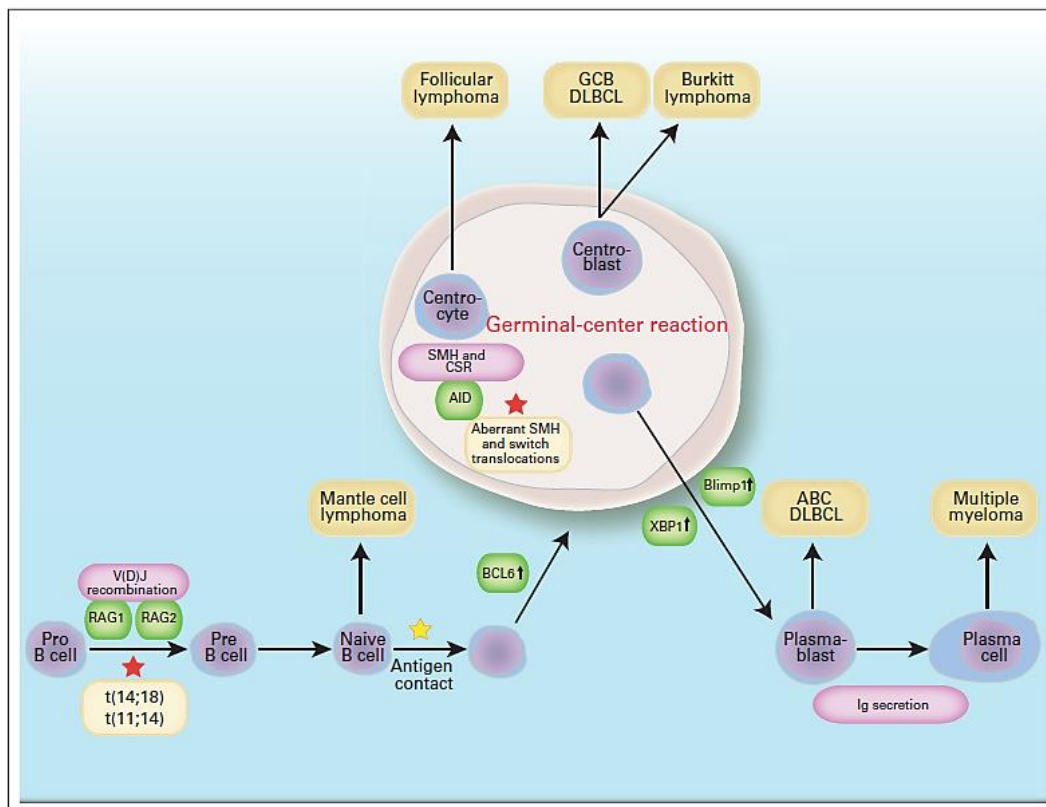 Follicular
lymphoma
GCB
DLBCL
Burkitt
lymphoma
Centro-
blast
Centro-
cyte
Germinal-center reaction
SMH and
CSR
AID
Aberrant SMH
and switch
translocations
Mantle cell
lymphoma
Blimp1⬆
XBP1⬆
ABC
DLBCL
Multiple
myeloma
BCL6⬆
V(D)J
recombination
RAG1
RAG2
Pro
B cell
Pre
B cell
Naive
B cell
Antigen
contact
Plasma-
blast
Plasma
cell
t(14;18)
t(11;14)
Ig secretion